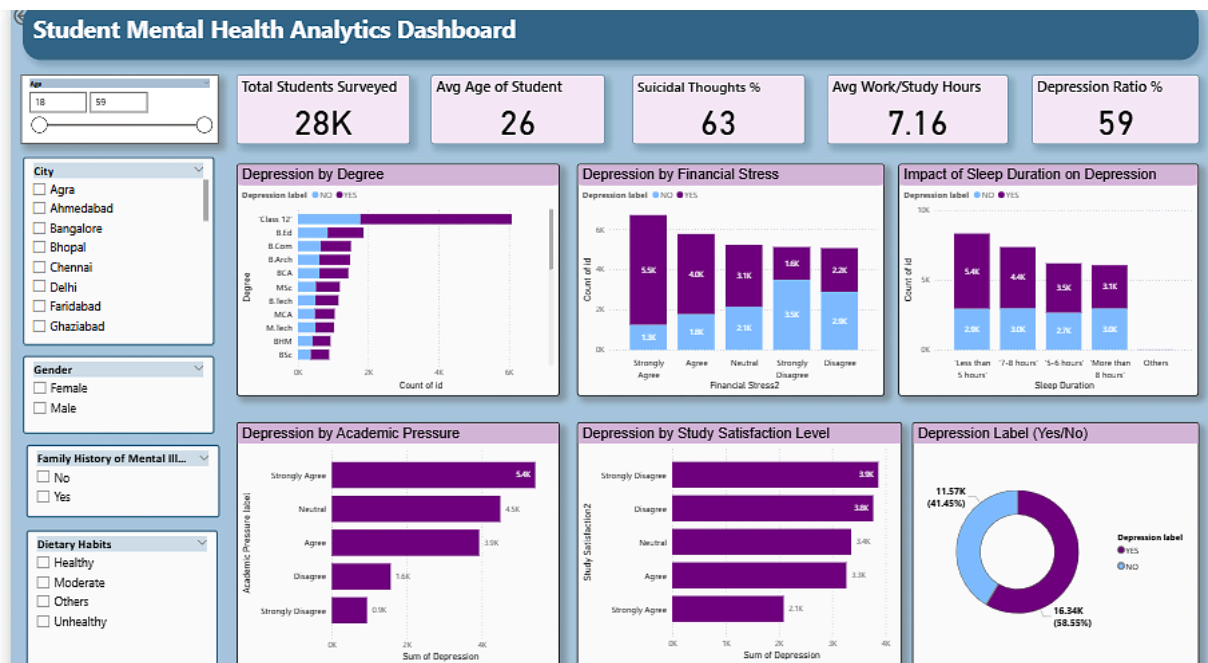 Student Mental Health Analytics Dashboard
Age
18 59
Total Students Surveyed
28K
Avg Age of Student
26
Suicidal Thoughts %
63
Avg Work/Study Hours
7.16
Depression Ratio %
59
City
Agra
Ahmedabad
Bangalore
Bhopal
Chennai
Delhi
Faridabad
Ghaziabad
Gender
Female
Male
Family History of Mental Ill...
No
Yes
Dietary Habits
Healthy
Moderate
Others
Unhealthy
Depression by Degree
Depression label NO YES
Degree
'Class 12'
B.Ed
B.Com
B.Arch
BCA
MSc
B.Tech
MCA
M.Tech
BHM
BSc
0K 2K 4K 6K
Count of id
Depression by Financial Stress
Depression label NO YES
Count of id
6K
4K
2K
0K
5.5K 4.0K 3.1K 1.6K 2.2K
1.3K 1.8K 2.1K 3.5K 2.9K
Strongly Agree Agree Neutral Strongly Disagree Disagree
Financial Stress2
Impact of Sleep Duration on Depression
Depression label NO YES
Count of id
10K
5K
0K
5.4K 4.4K 3.5K 3.1K
2.9K 3.0K 2.7K 3.0K
'Less than 5 hours' '7-8 hours' '5-6 hours' 'More than 8 hours' Others
Sleep Duration
Depression by Academic Pressure
Academic Pressure label
Strongly Agree 5.4K
Neutral 4.5K
Agree 3.9K
Disagree 1.6K
Strongly Disagree 0.9K
0K 2K 4K
Sum of Depression
Depression by Study Satisfaction Level
Study Satisfaction2
Strongly Disagree 3.9K
Disagree 3.8K
Neutral 3.4K
Agree 3.3K
Strongly Agree 2.1K
0K 1K 2K 3K 4K
Sum of Depression
Depression Label (Yes/No)
11.57K
(41.45%)
Depression label
YES
NO
16.34K
(58.55%)